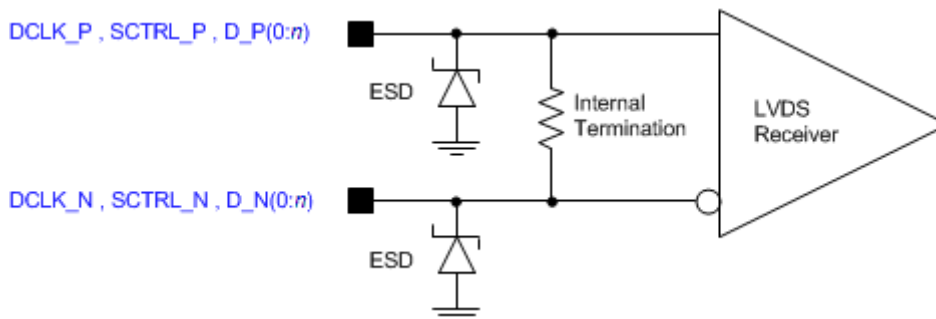 DCLK_P , SCTRL_P , D_P(0:n)
ESD
Internal
Termination
LVDS
Receiver
DCLK_N , SCTRL_N , D_N(0:n)
ESD